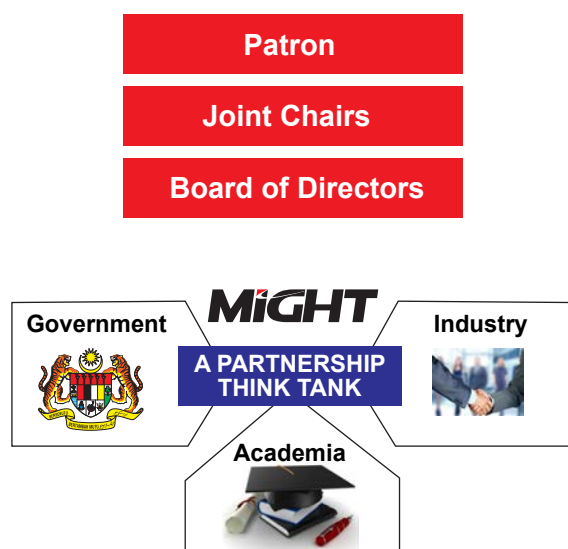 Patron
Joint Chairs
Board of Directors
MiGHT
Government
Industry
A PARTNERSHIP
THINK TANK
Academia